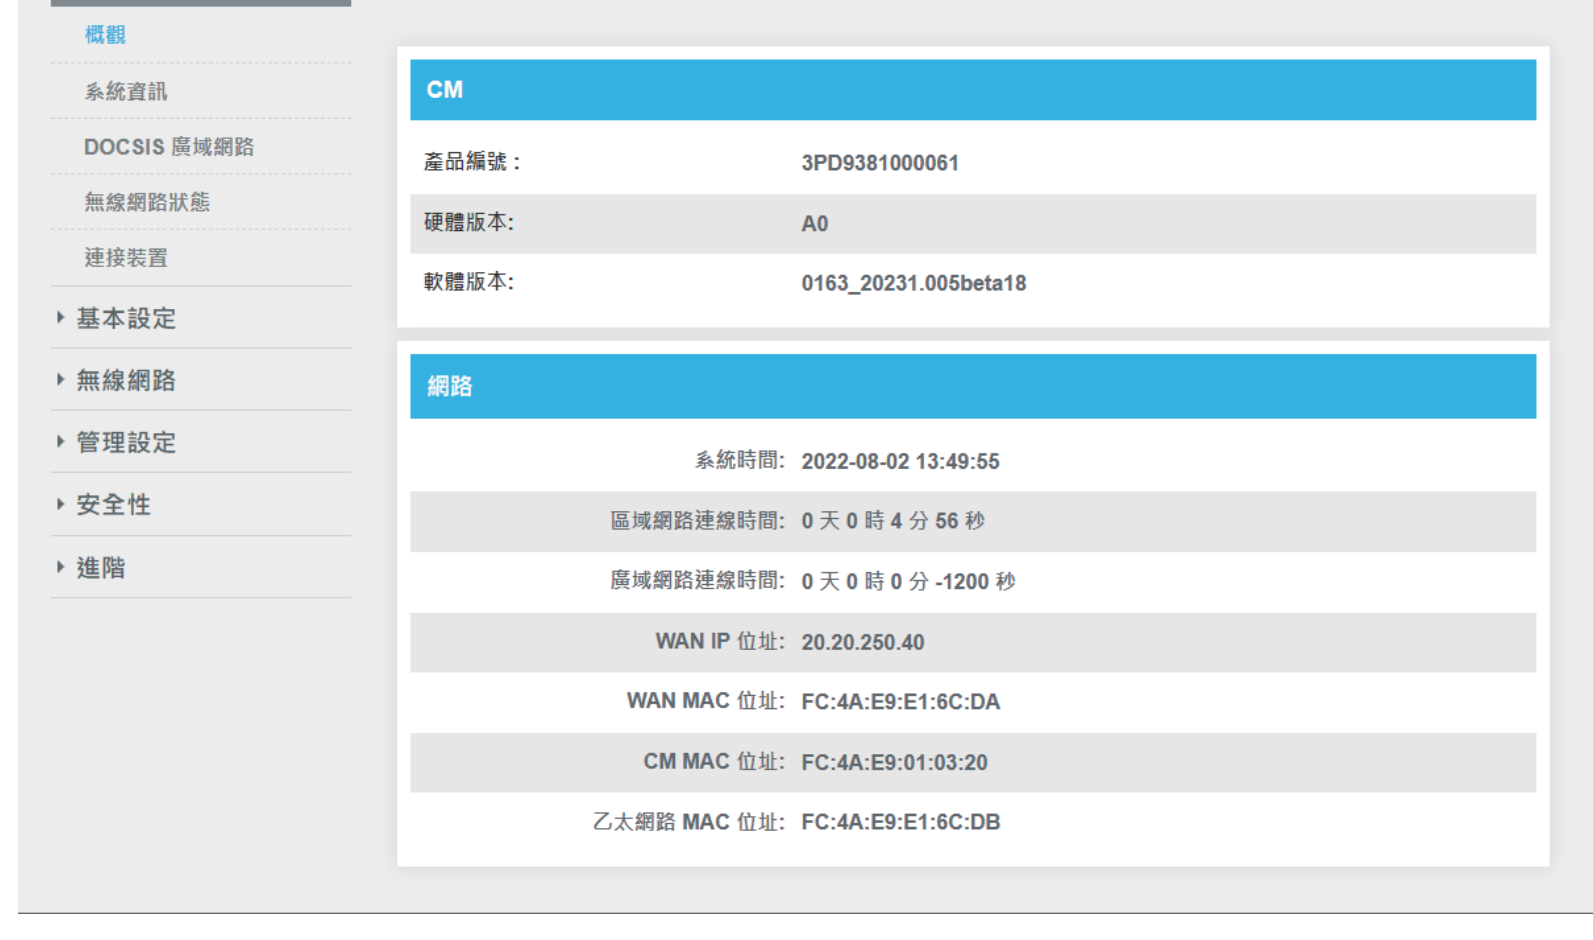 概觀
系統資訊
DOCSIS 廣域網路
無線網路狀態
連接裝置
基本設定
無線網路
管理設定
安全性
進階
CM
產品編號 : 3PD9381000061
硬體版本: A0
軟體版本: 0163_20231.005beta18
網路
系統時間: 2022-08-02 13:49:55
區域網路連線時間: 0 天 0 時 4 分 56 秒
廣域網路連線時間: 0 天 0 時 0 分 -1200 秒
WAN IP 位址: 20.20.250.40
WAN MAC 位址: FC:4A:E9:E1:6C:DA
CM MAC 位址: FC:4A:E9:01:03:20
乙太網路 MAC 位址: FC:4A:E9:E1:6C:DB